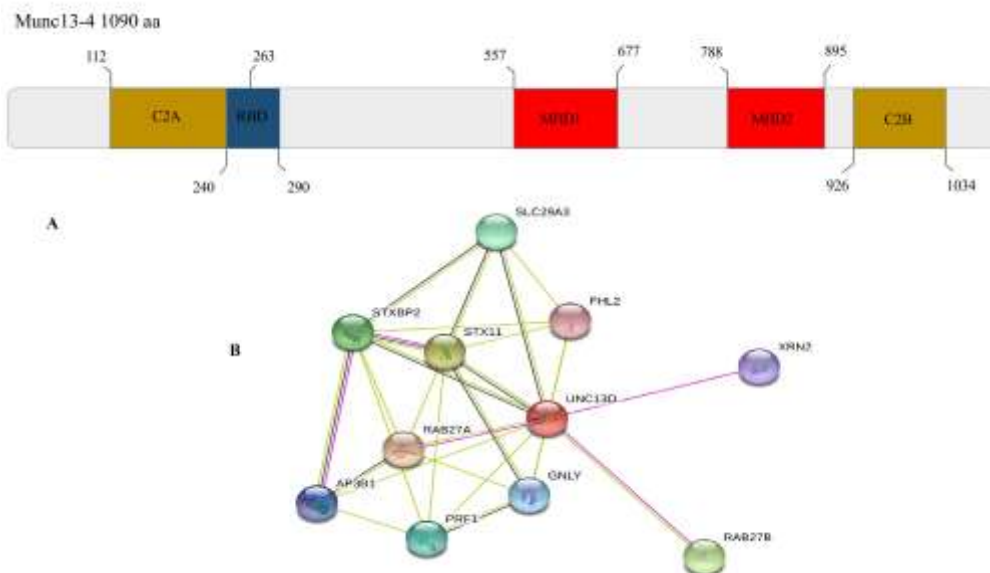 Munc13-4 1090 aa
112 263 557 677 788 895
C2A RBD MHD1 MHD2 C2B
240 290 926 1034
A
SLC29A3
FHL2
STXBP2
STX11
B
XRN2
UNC13D
RAB27A
GNLY
AP3B1
PRF1
RAB27B